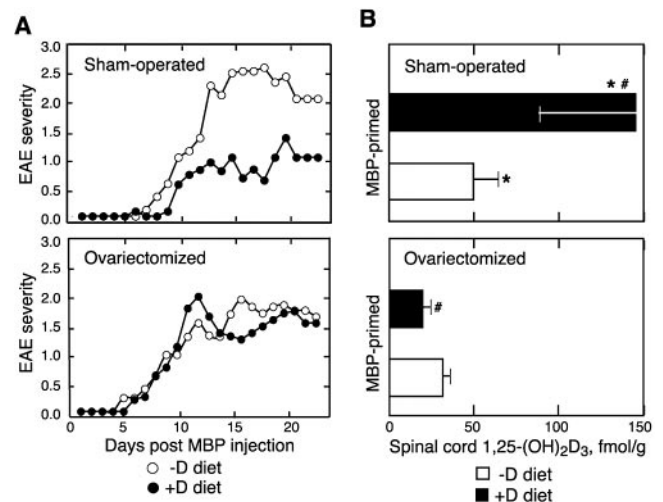 A
B
3.0
2.5
2.0
1.5
1.0
0.5
0.0
EAE severity
Sham-operated
3.0
2.5
2.0
1.5
1.0
0.5
0.0
EAE severity
Ovariectomized
0 5 10 15 20
Days post MBP injection
-D diet
+D diet
Sham-operated
MBP-primed
* #
*
Ovariectomized
MBP-primed
#
0 50 100 150
Spinal cord 1,25-(OH)₂D₃, fmol/g
-D diet
+D diet